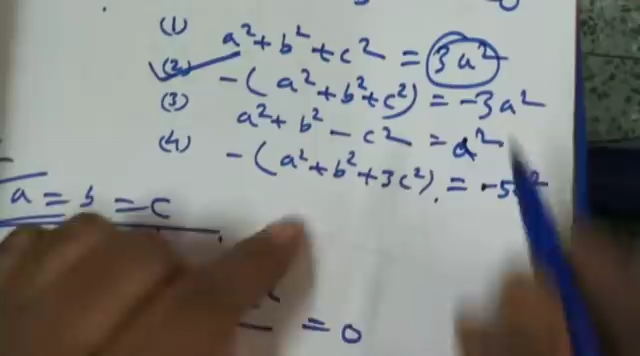 (1) a²+b²+c² = 3a²
(2) -(a²+b²+c²) = -3a²
(3) a²+b²-c² = a²
(4) -(a²+b²+3c²) = -5a²
a = b = c
= 0